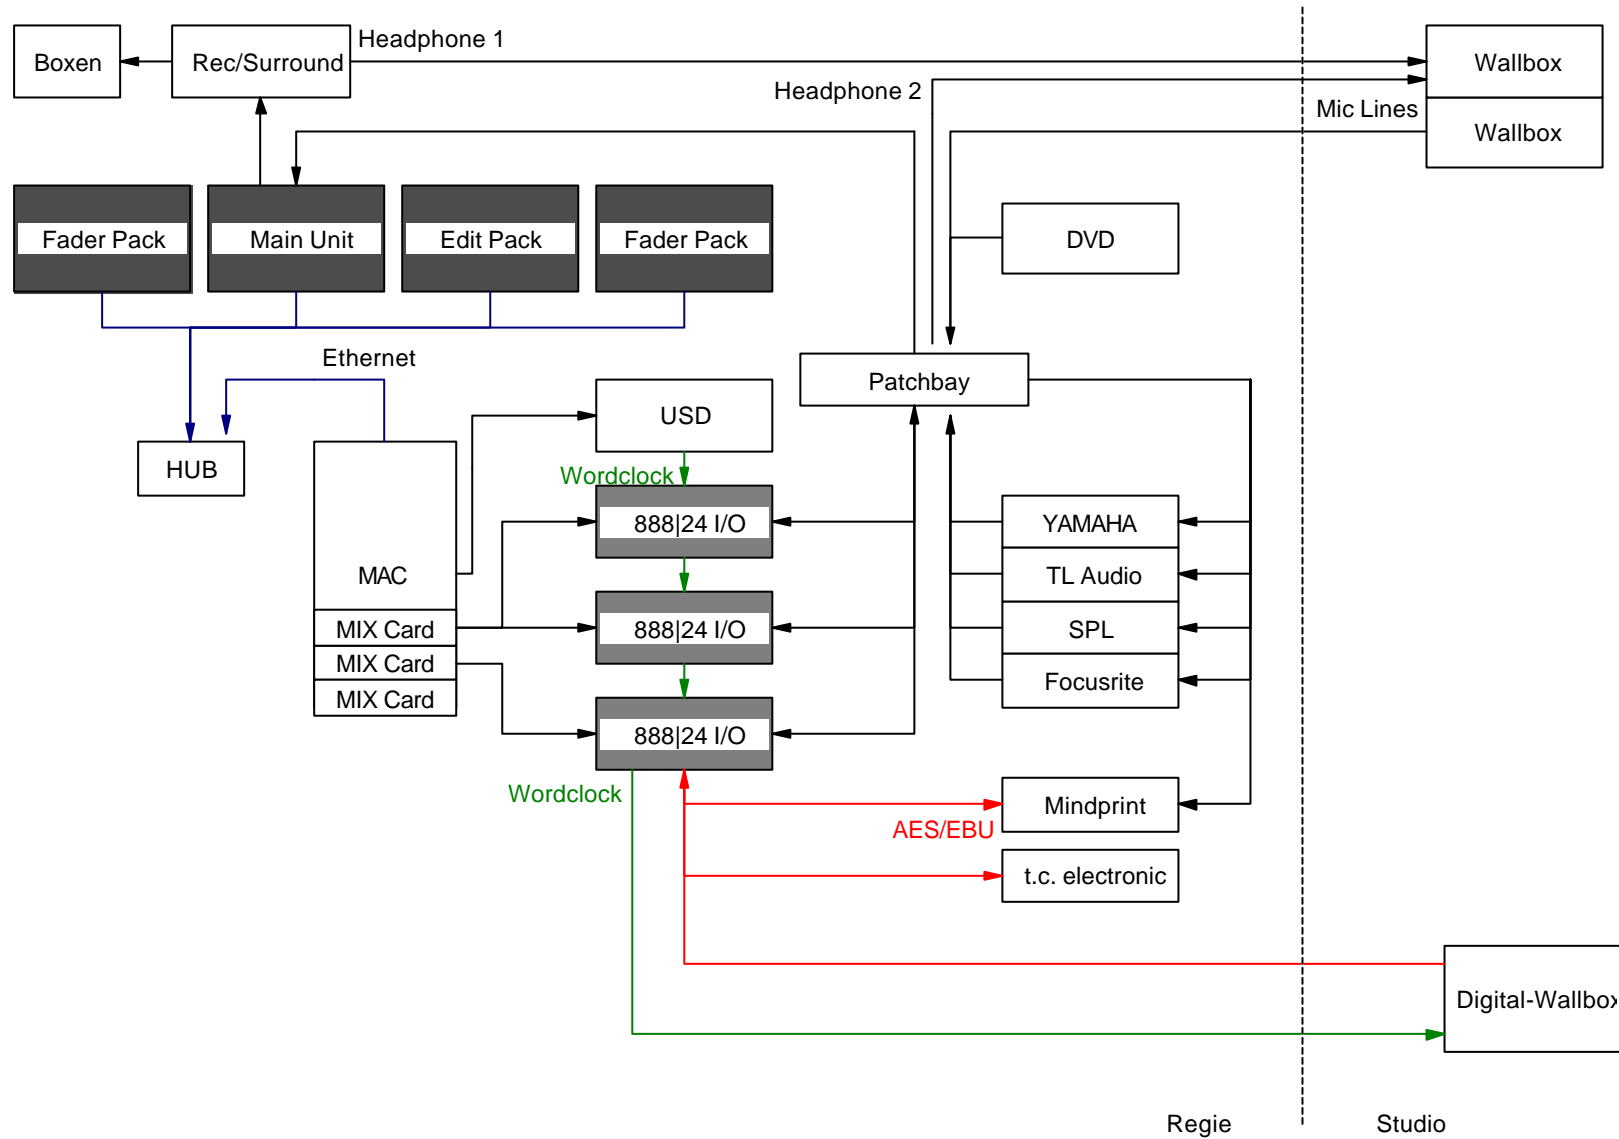 Headphone 1
Boxen
Rec/Surround
Wallbox
Headphone 2
Mic Lines
Wallbox
Fader Pack
Main Unit
Edit Pack
Fader Pack
DVD
Ethernet
Patchbay
USD
HUB
Wordclock
888|24 I/O
YAMAHA
MAC
TL Audio
MIX Card
888|24 I/O
SPL
MIX Card
Focusrite
MIX Card
888|24 I/O
Wordclock
Mindprint
AES/EBU
t.c. electronic
Digital-Wallbox
Regie
Studio